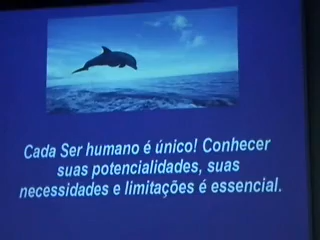 Cada Ser humano é único! Conhecer
suas potencialidades, suas
necessidades e limitações é essencial.